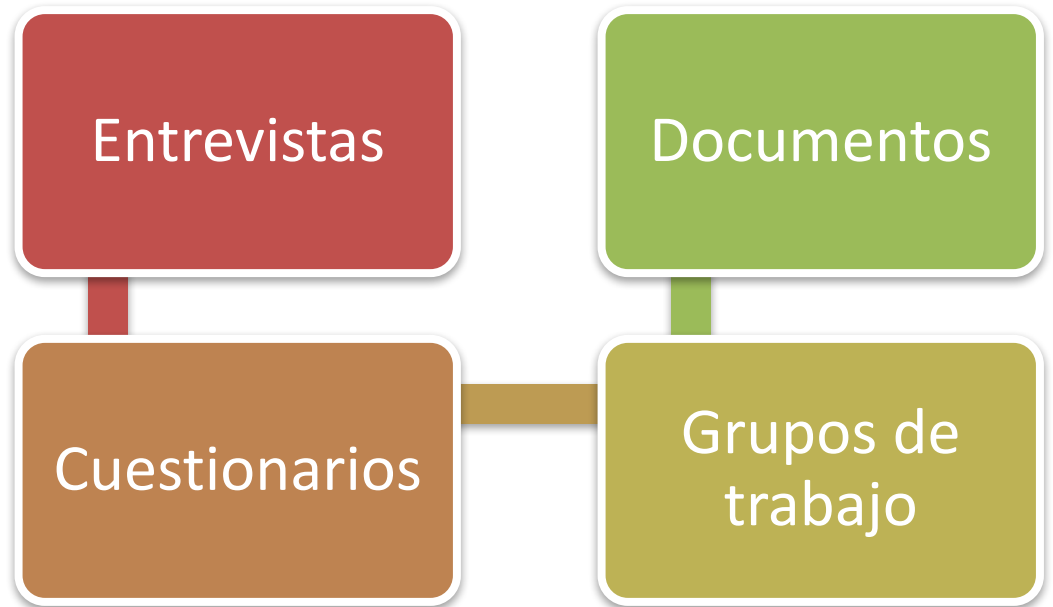 Entrevistas
Cuestionarios
Grupos de
trabajo
Documentos